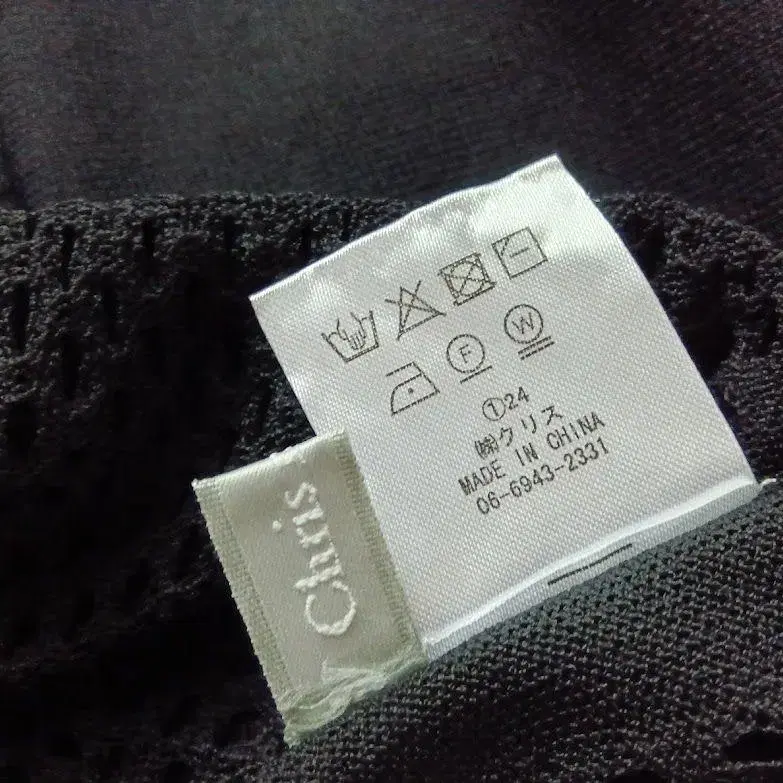 F W
①24
㈱クリス
MADE IN CHINA
06-6943-2331
Chris